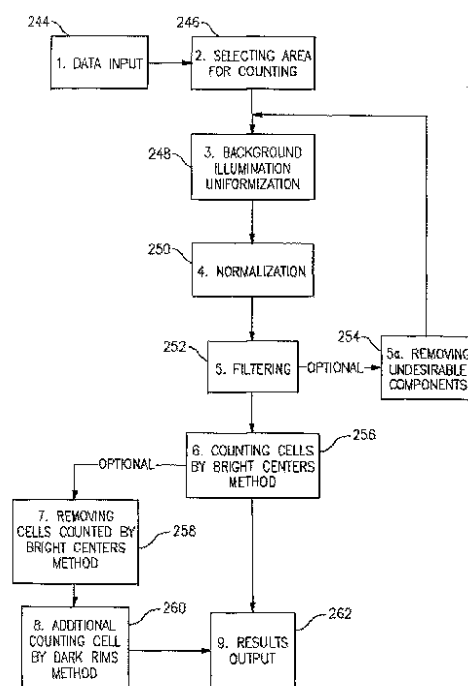 244
246
1. DATA INPUT
2. SELECTING AREA
FOR COUNTING
248
3. BACKGROUND
ILLUMINATION
UNIFORMIZATION
250
4. NORMALIZATION
252
5. FILTERING
OPTIONAL
254
5a. REMOVING
UNDESIRABLE
COMPONENTS
256
6. COUNTING CELLS
BY BRIGHT CENTERS
METHOD
OPTIONAL
258
7. REMOVING
CELLS COUNTED BY
BRIGHT CENTERS
METHOD
260
8. ADDITIONAL
COUNTING CELL
BY DARK RIMS
METHOD
262
9. RESULTS
OUTPUT